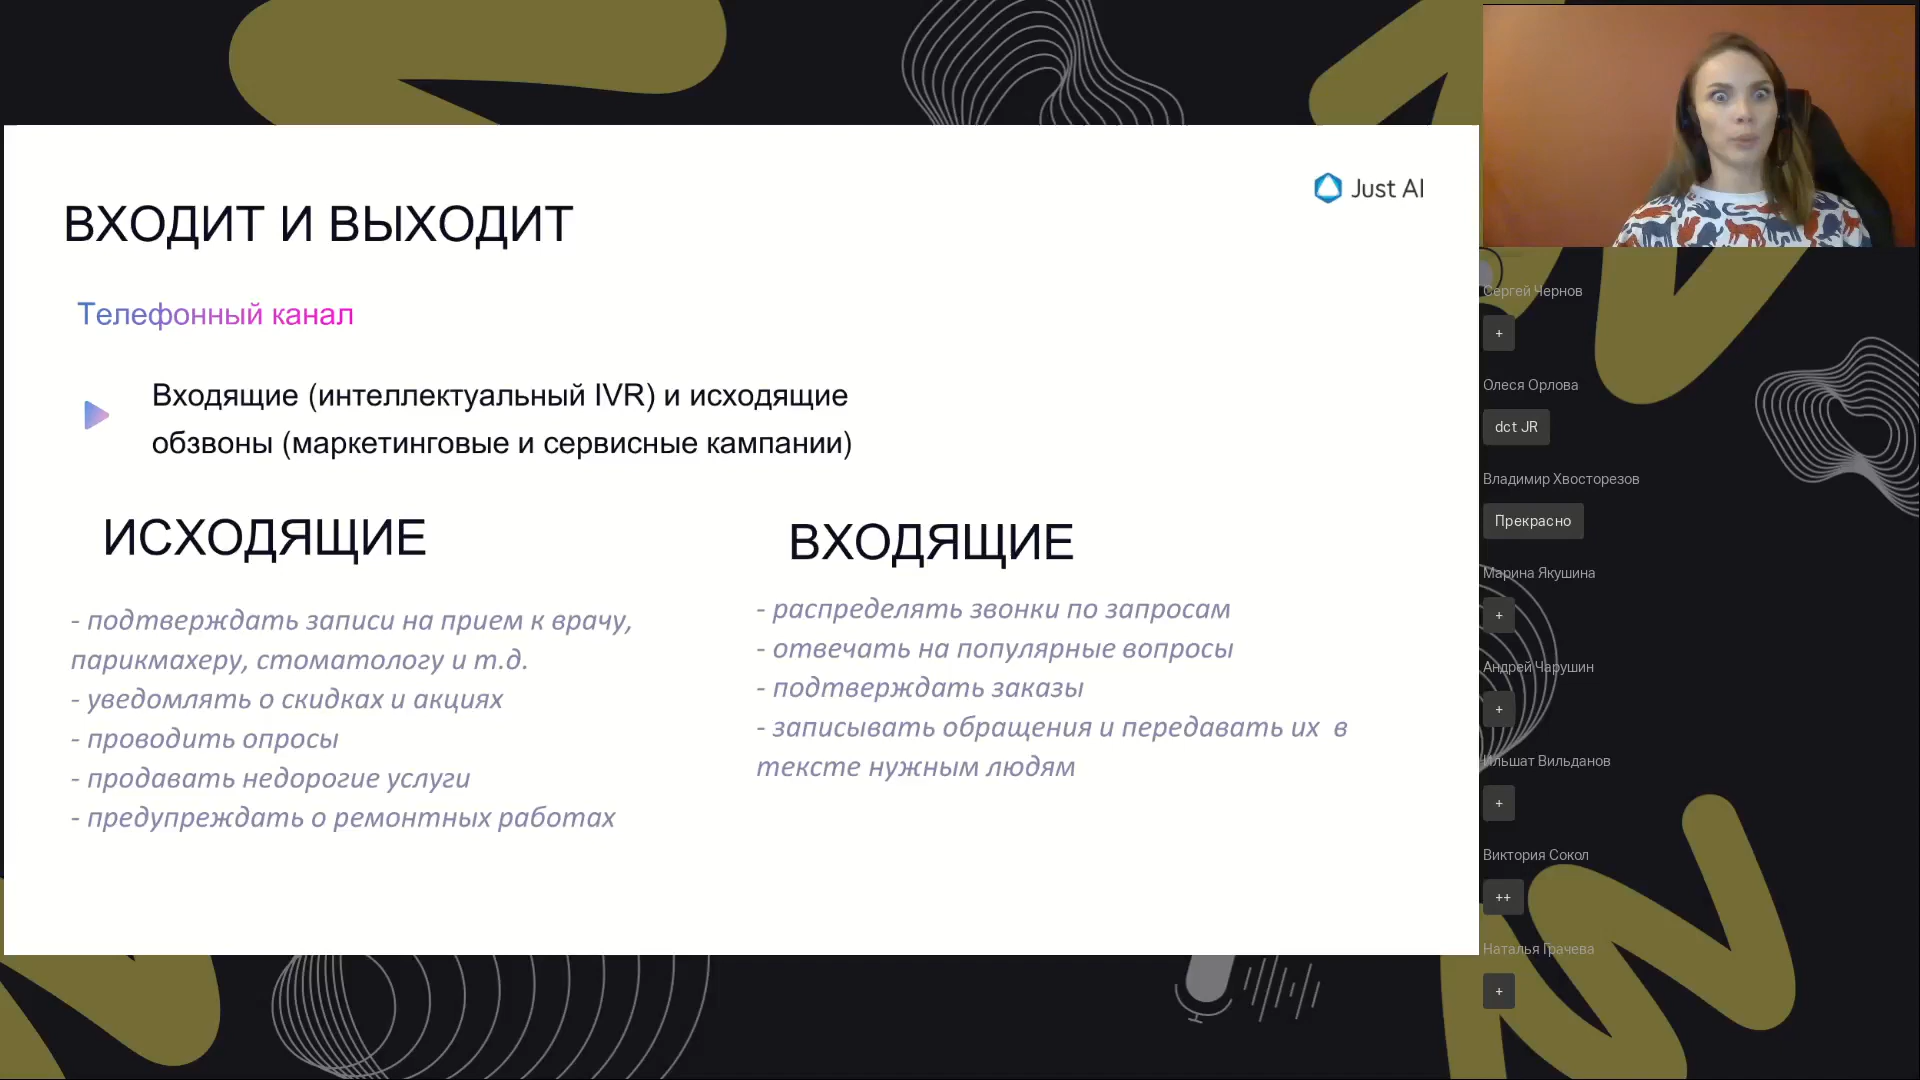 Just AI
ВХОДИТ И ВЫХОДИТ
Телефонный канал
Входящие (интеллектуальный IVR) и исходящие
обзвоны (маркетинговые и сервисные кампании)
ИСХОДЯЩИЕ
- подтверждать записи на прием к врачу,
парикмахеру, стоматологу и т.д.
- уведомлять о скидках и акциях
- проводить опросы
- продавать недорогие услуги
- предупреждать о ремонтных работах
ВХОДЯЩИЕ
- распределять звонки по запросам
- отвечать на популярные вопросы
- подтверждать заказы
- записывать обращения и передавать их в
тексте нужным людям
Сергей Чернов
+
Олеся Орлова
dct JR
Владимир Хвосторезов
Прекрасно
Марина Якушина
+
Андрей Чарушин
+
Ильшат Вильданов
+
Виктория Сокол
++
Наталья Грачева
+